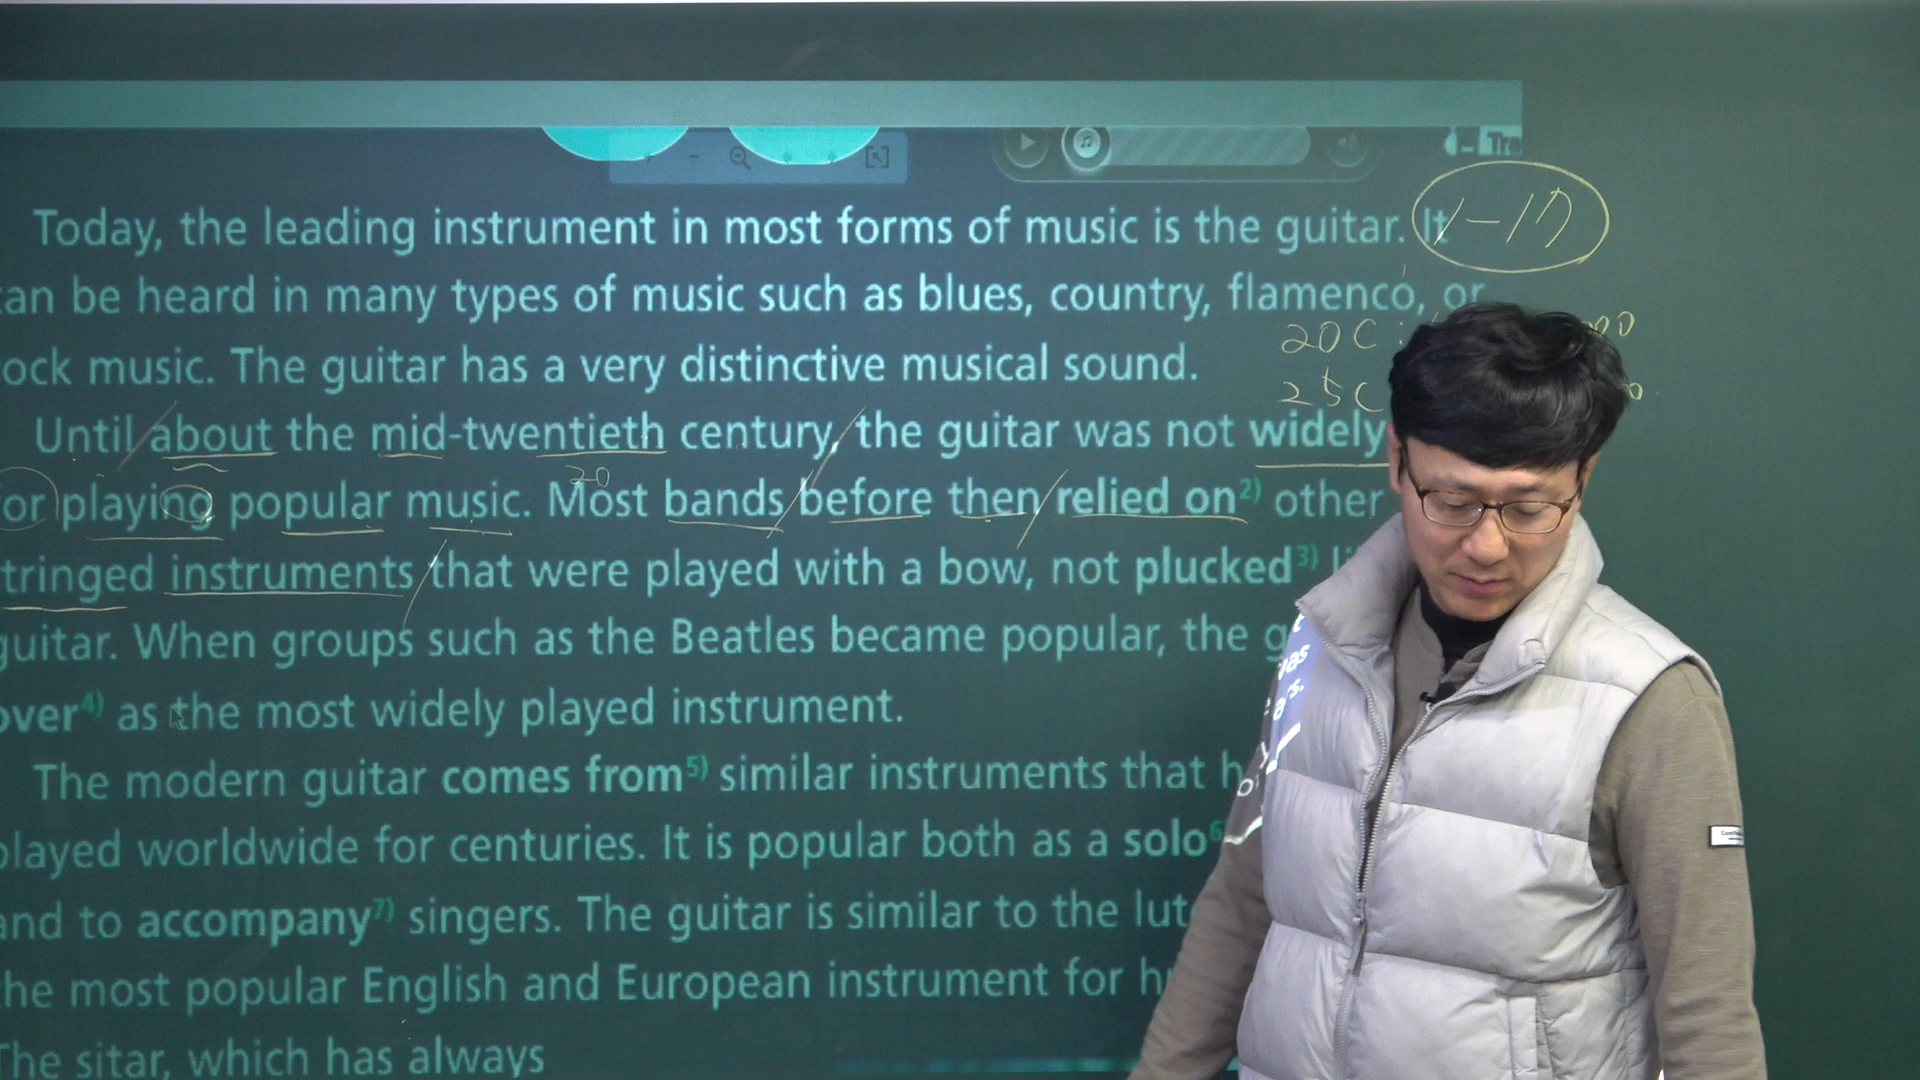 Today, the leading instrument in most forms of music is the guitar. It
an be heard in many types of music such as blues, country, flamenco, or
ock music. The guitar has a very distinctive musical sound.
Until about the mid-twentieth century, the guitar was not widely
for playing popular music. Most bands before then relied on2) other
tringed instruments that were played with a bow, not plucked3) li
guitar. When groups such as the Beatles became popular, the g
over4) as the most widely played instrument.
The modern guitar comes from5) similar instruments that h
played worldwide for centuries. It is popular both as a solo6
and to accompany7) singers. The guitar is similar to the lut
the most popular English and European instrument for h
The sitar, which has always
1-17
20C
25C
20